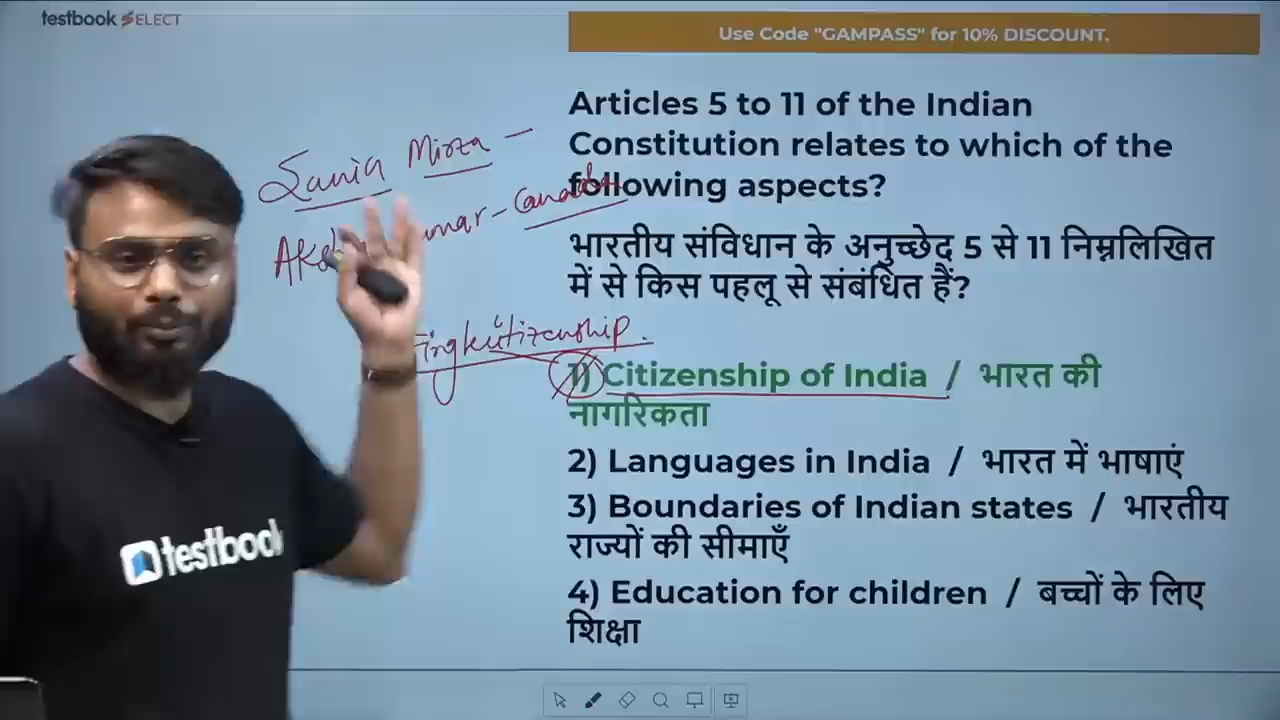 testbook SELECT
Use Code "GAMPASS" for 10% DISCOUNT.
Articles 5 to 11 of the Indian
Constitution relates to which of the
following aspects?
भारतीय संविधान के अनुच्छेद 5 से 11 निम्नलिखित
में से किस पहलू से संबंधित हैं?
1) Citizenship of India / भारत की
नागरिकता
2) Languages in India / भारत में भाषाएं
3) Boundaries of Indian states / भारतीय
राज्यों की सीमाएँ
4) Education for children / बच्चों के लिए
शिक्षा
Sania Mirza -
Canada
testbook